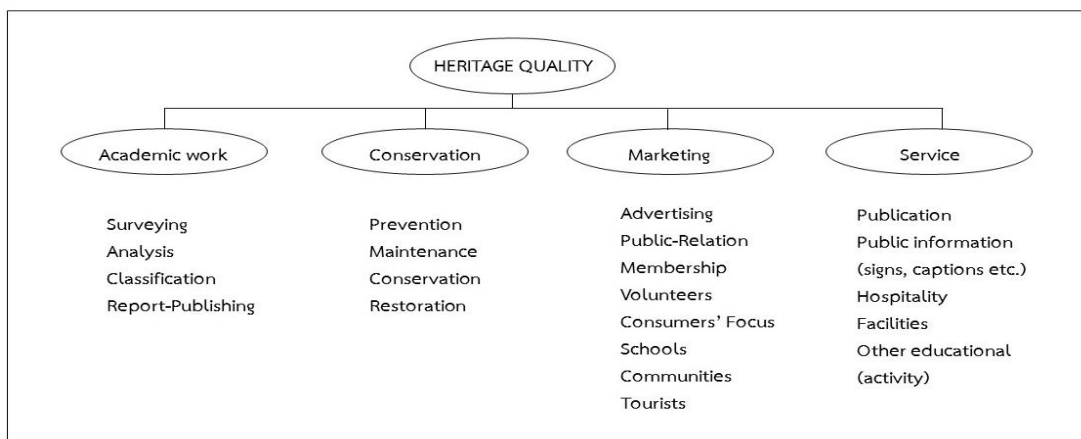 HERITAGE QUALITY
Academic work
Conservation
Marketing
Service
Surveying
Analysis
Classification
Report-Publishing
Prevention
Maintenance
Conservation
Restoration
Advertising
Public-Relation
Membership
Volunteers
Consumers' Focus
Schools
Communities
Tourists
Publication
Public information
(signs, captions etc.)
Hospitality
Facilities
Other educational
(activity)